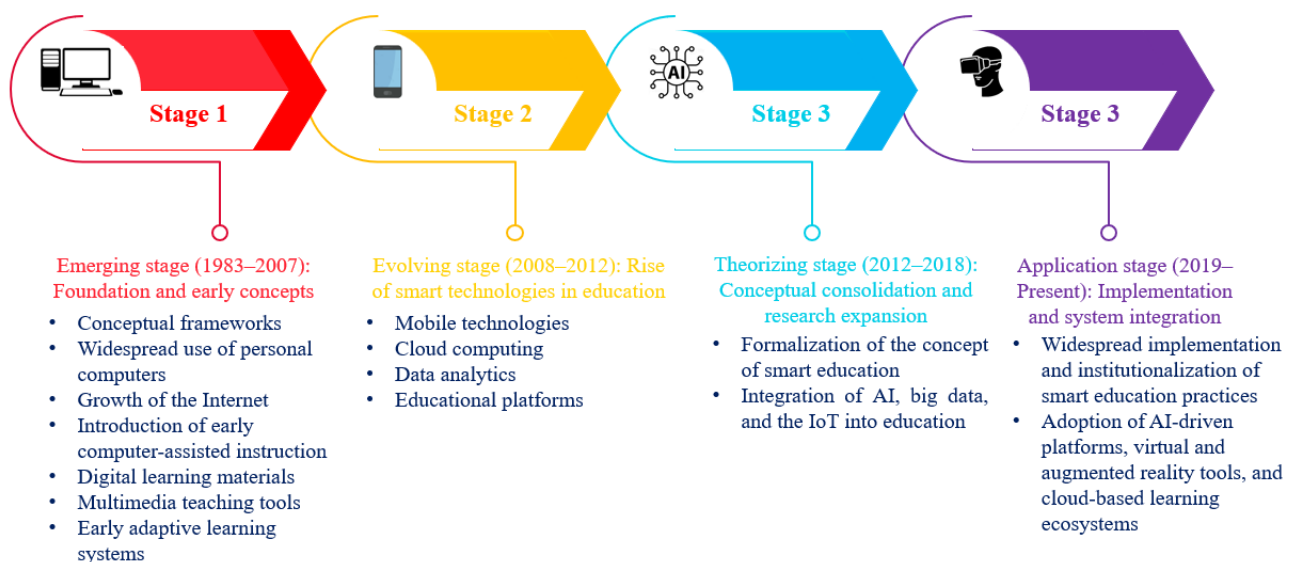 Stage 1
Stage 2
AI
Stage 3
Stage 3
Emerging stage (1983–2007):
Foundation and early concepts
• Conceptual frameworks
• Widespread use of personal
computers
• Growth of the Internet
• Introduction of early
computer-assisted instruction
• Digital learning materials
• Multimedia teaching tools
• Early adaptive learning
systems
Evolving stage (2008–2012): Rise
of smart technologies in education
• Mobile technologies
• Cloud computing
• Data analytics
• Educational platforms
Theorizing stage (2012–2018):
Conceptual consolidation and
research expansion
• Formalization of the concept
of smart education
• Integration of AI, big data,
and the IoT into education
Application stage (2019–
Present): Implementation
and system integration
• Widespread implementation
and institutionalization of
smart education practices
• Adoption of AI-driven
platforms, virtual and
augmented reality tools, and
cloud-based learning
ecosystems